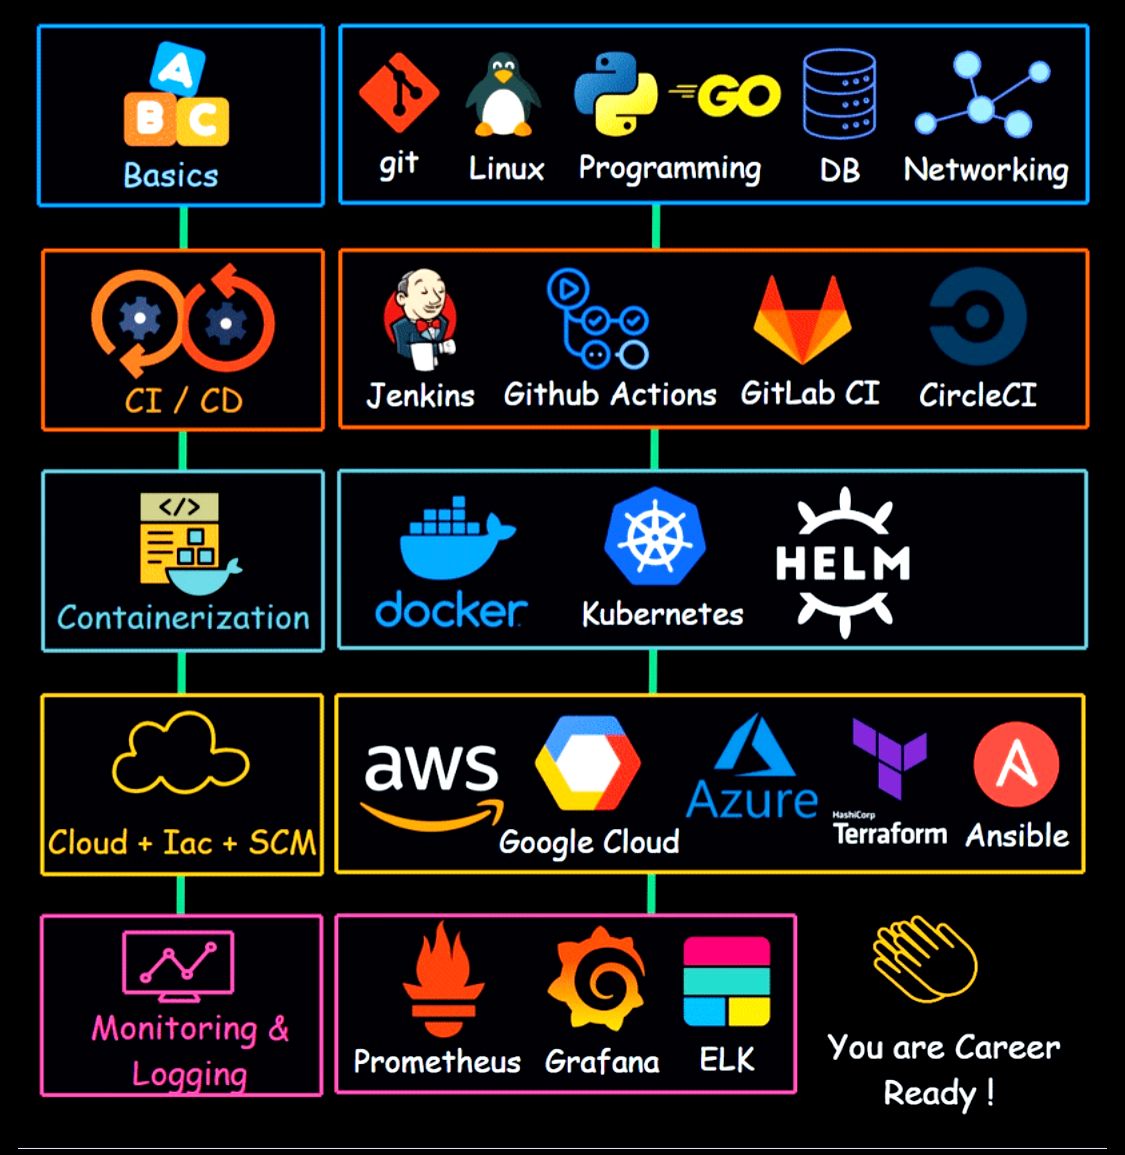 A
B C
Basics
git
Linux
GO
Programming
DB
Networking
CI / CD
Jenkins
Github Actions
GitLab CI
CircleCI
</>
Containerization
docker
Kubernetes
HELM
Cloud + Iac + SCM
aws
Google Cloud
Azure
HashiCorp
Terraform
A
Ansible
Monitoring &
Logging
Prometheus
Grafana
ELK
You are Career
Ready !